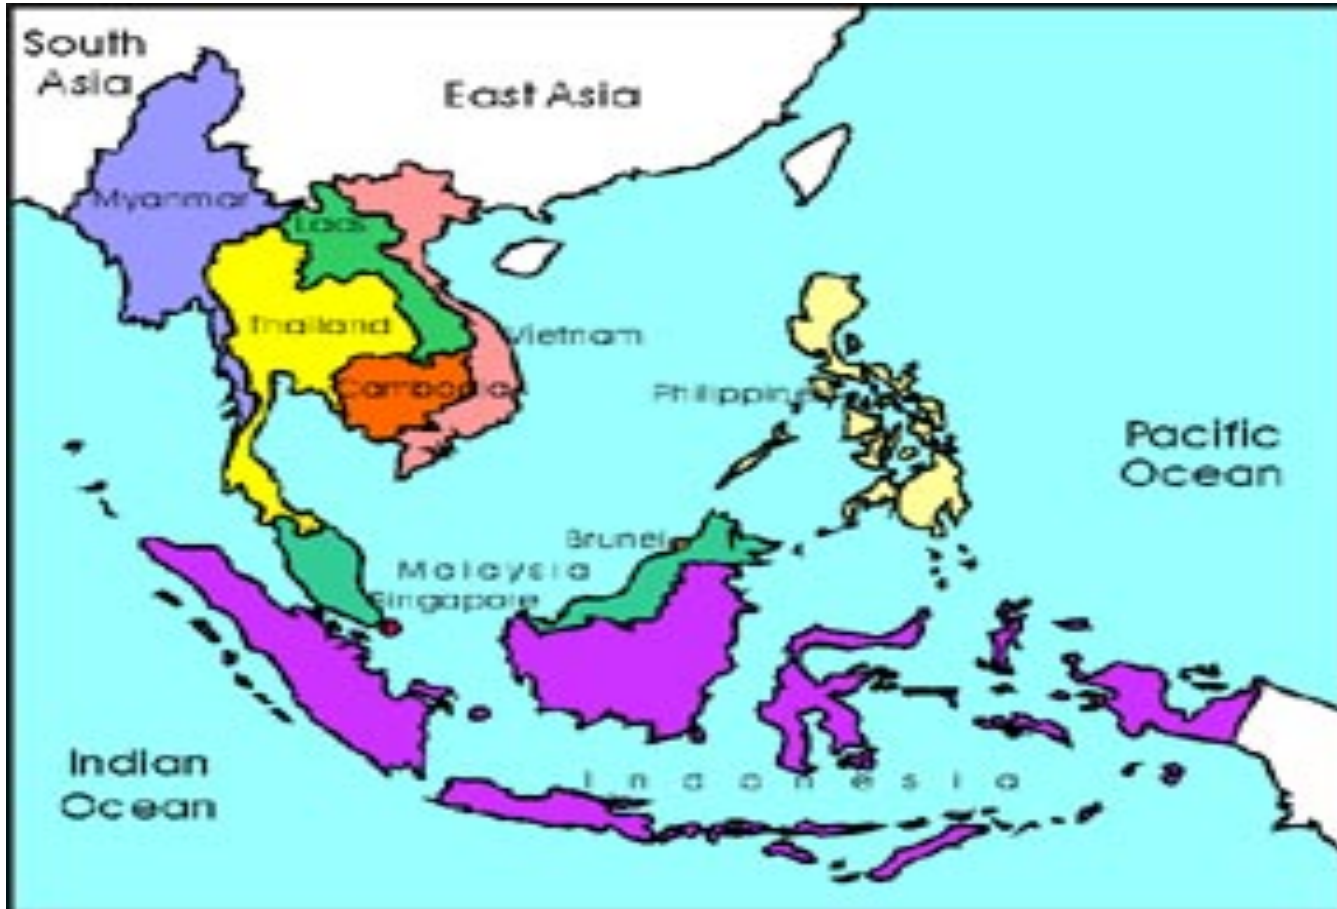 South
Asia
East Asia
Myanmar
Laos
Thailand
Vietnam
Cambodia
Philippines
Pacific
Ocean
Brunei
Malaysia
Singapore
Indian
Ocean
Indonesia